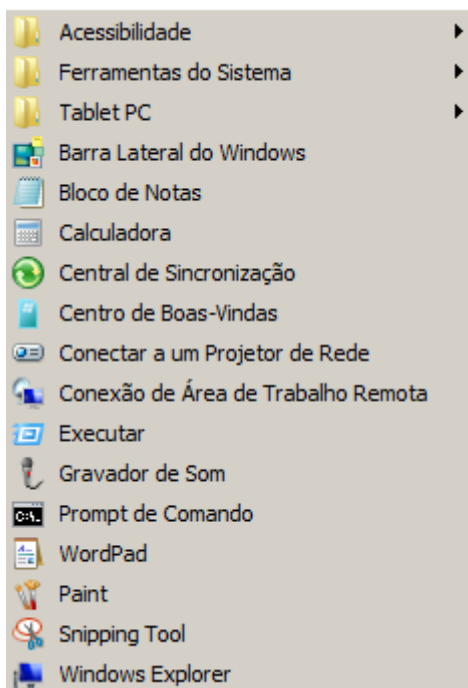 Acessibilidade
Ferramentas do Sistema
Tablet PC
Barra Lateral do Windows
Bloco de Notas
Calculadora
Central de Sincronização
Centro de Boas-Vindas
Conectar a um Projetor de Rede
Conexão de Área de Trabalho Remota
Executar
Gravador de Som
Prompt de Comando
WordPad
Paint
Snipping Tool
Windows Explorer